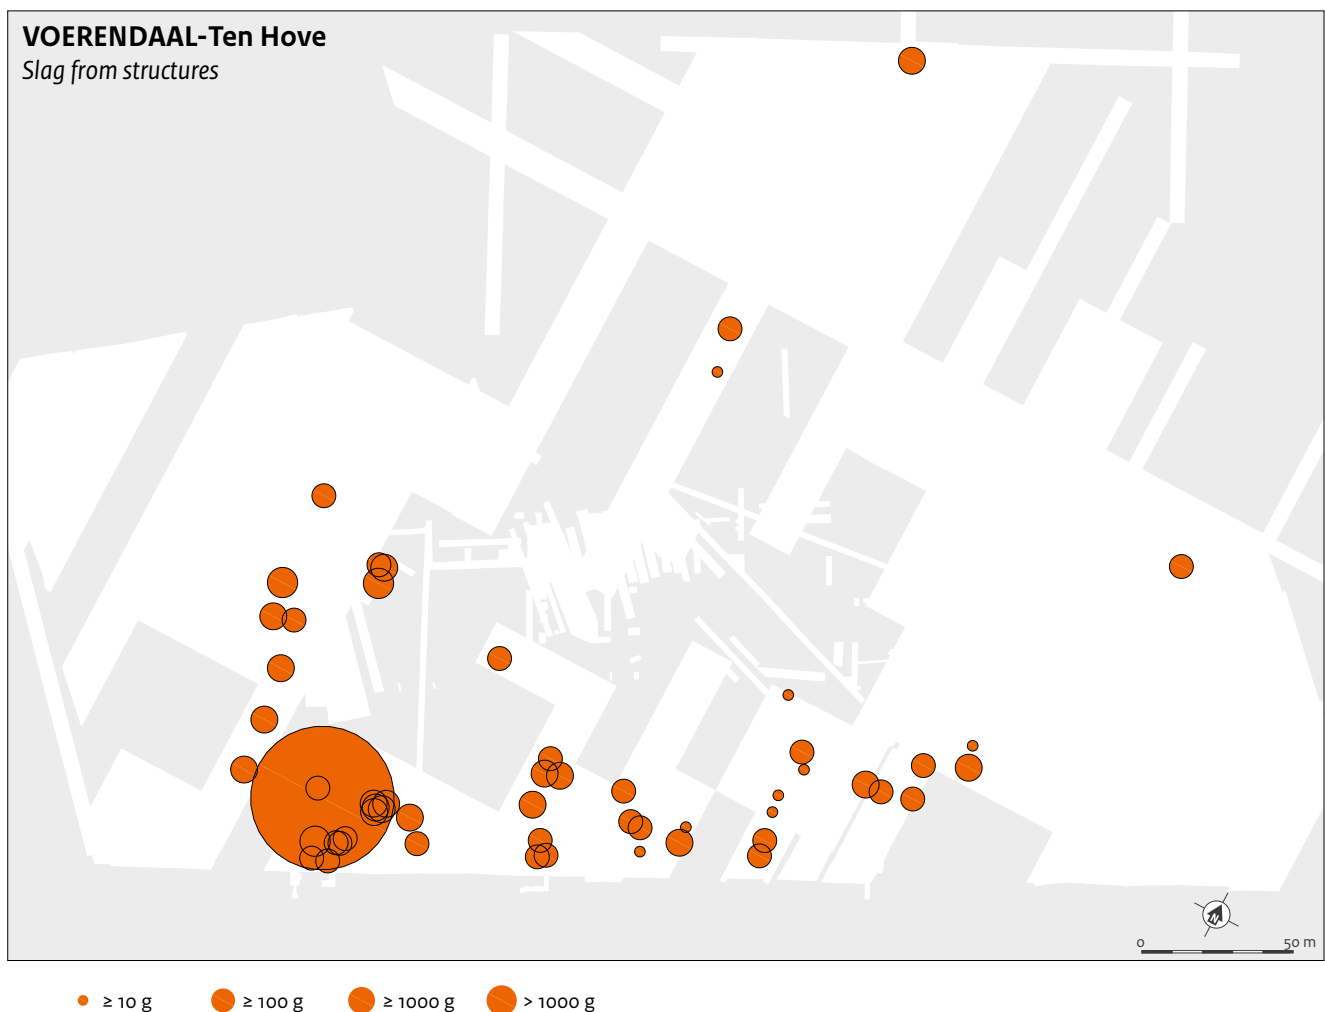 VOERENDAAL-Ten Hove
Slag from structures
N
0 50 m
≥ 10 g ≥ 100 g ≥ 1000 g > 1000 g